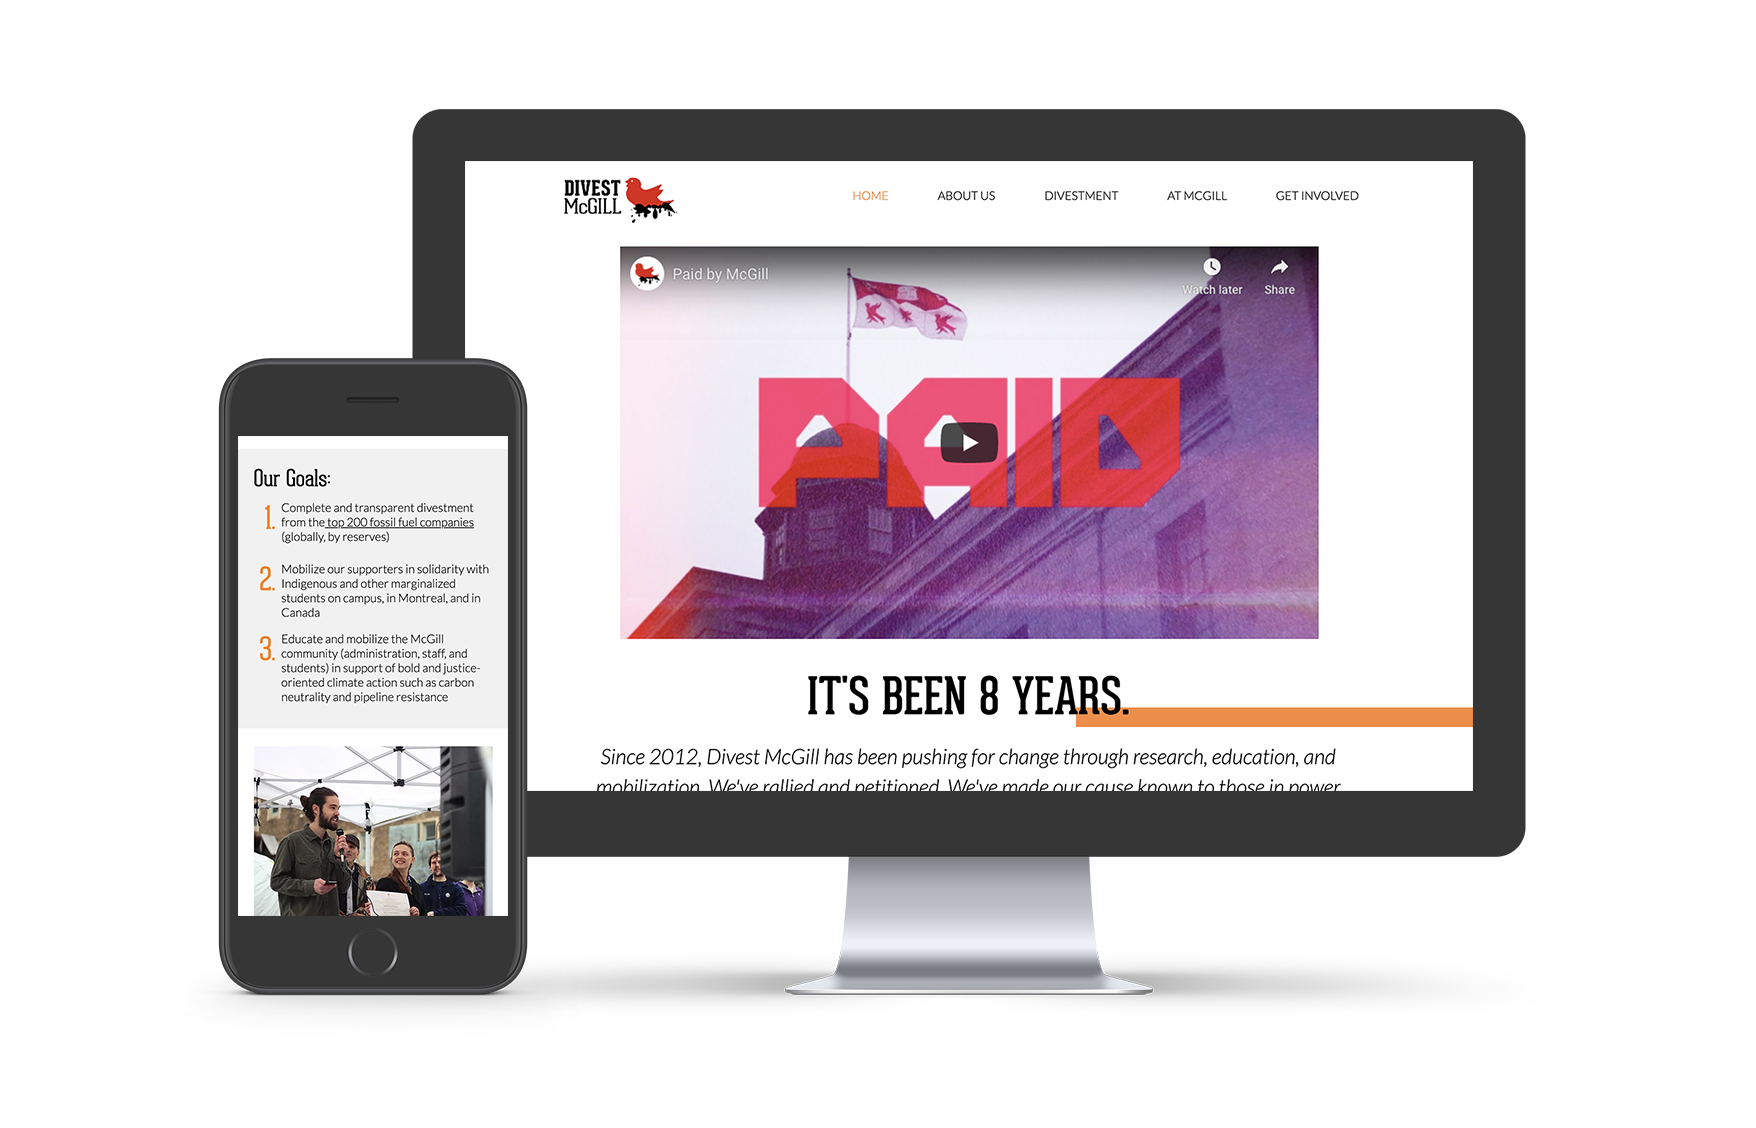 DIVEST
McGILL
HOME
ABOUT US
DIVESTMENT
AT MCGILL
GET INVOLVED
Paid by McGill
Watch later
Share
PAID
IT'S BEEN 8 YEARS.
Since 2012, Divest McGill has been pushing for change through research, education, and
mobilization. We've rallied and petitioned. We've made our cause known to those in power
Our Goals:
1. Complete and transparent divestment
from the top 200 fossil fuel companies
(globally, by reserves)
2. Mobilize our supporters in solidarity with
Indigenous and other marginalized
students on campus, in Montreal, and in
Canada
3. Educate and mobilize the McGill
community (administration, staff, and
students) in support of bold and justice-
oriented climate action such as carbon
neutrality and pipeline resistance